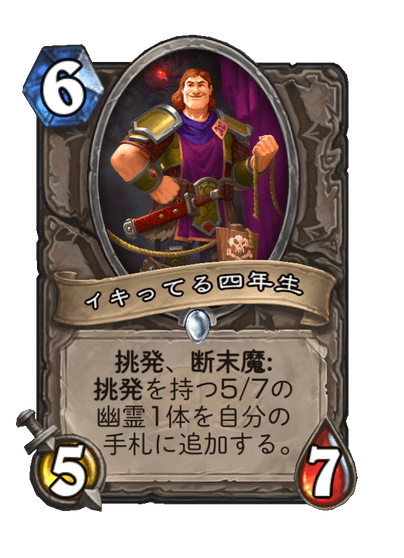 6
イキってる四年生
挑発、断末魔:
挑発を持つ5/7の
幽霊1体を自分の
手札に追加する。
5
7